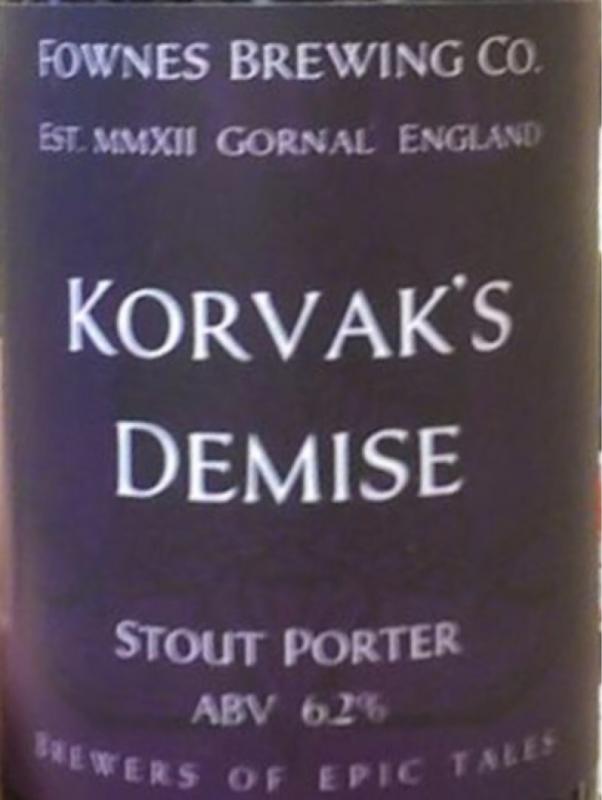 FOWNES BREWING CO.
EST. MMXII GORNAL ENGLAND
KORVAK'S
DEMISE
STOUT PORTER
ABV 6.2%
BREWERS OF EPIC TALES